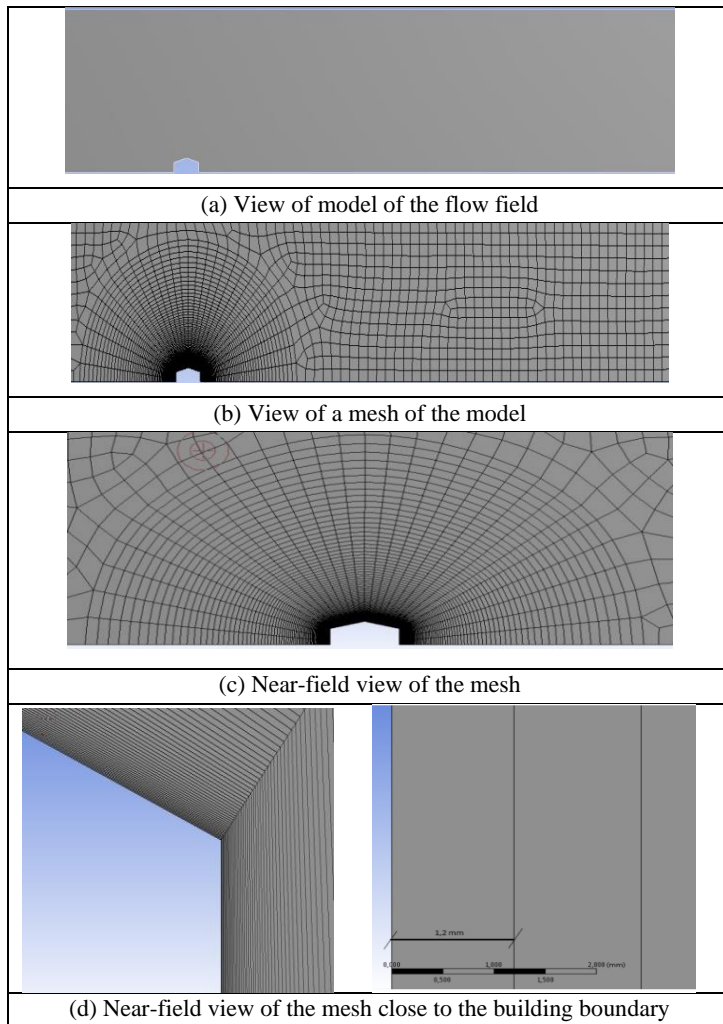 (a) View of model of the flow field
(b) View of a mesh of the model
(c) Near-field view of the mesh
1,2 mm
0,000 1,000 2,000 (mm)
0,500 1,500
(d) Near-field view of the mesh close to the building boundary